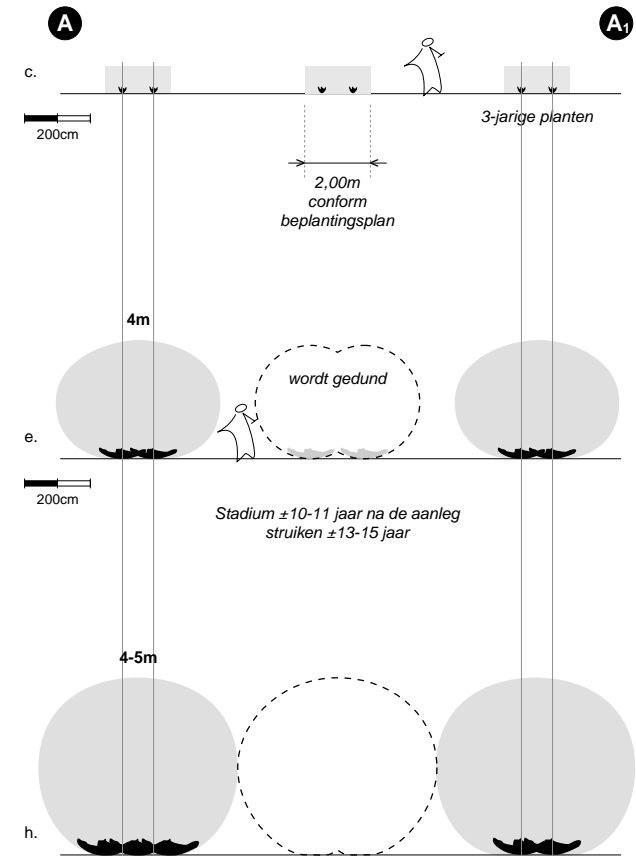 A
A1
c.
200cm
3-jarige planten
2,00m
conform
beplantingsplan
4m
wordt gedund
e.
200cm
Stadium ±10-11 jaar na de aanleg
struiken ±13-15 jaar
4-5m
h.